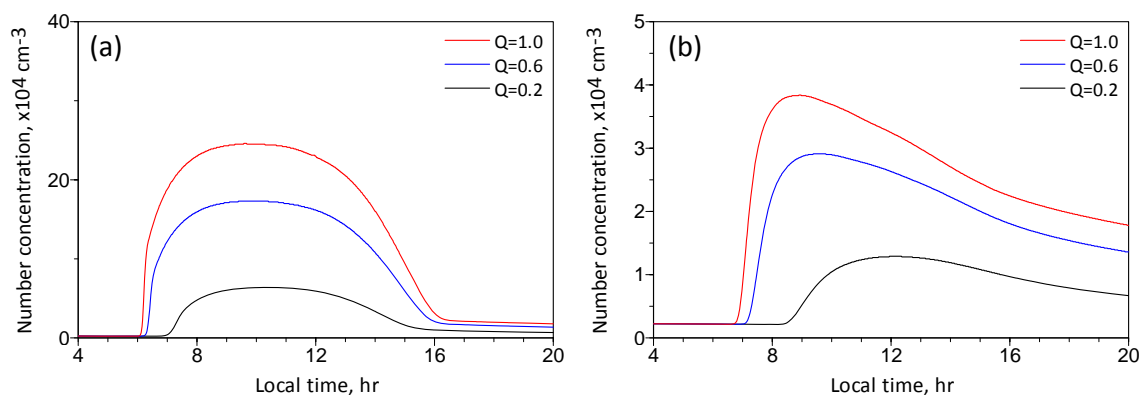 (a)
Q=1.0
Q=0.6
Q=0.2
Number concentration, x10⁴ cm⁻³
40
20
0
4 8 12 16 20
Local time, hr
(b)
Q=1.0
Q=0.6
Q=0.2
Number concentration, x10⁴ cm⁻³
5
4
3
2
1
0
4 8 12 16 20
Local time, hr